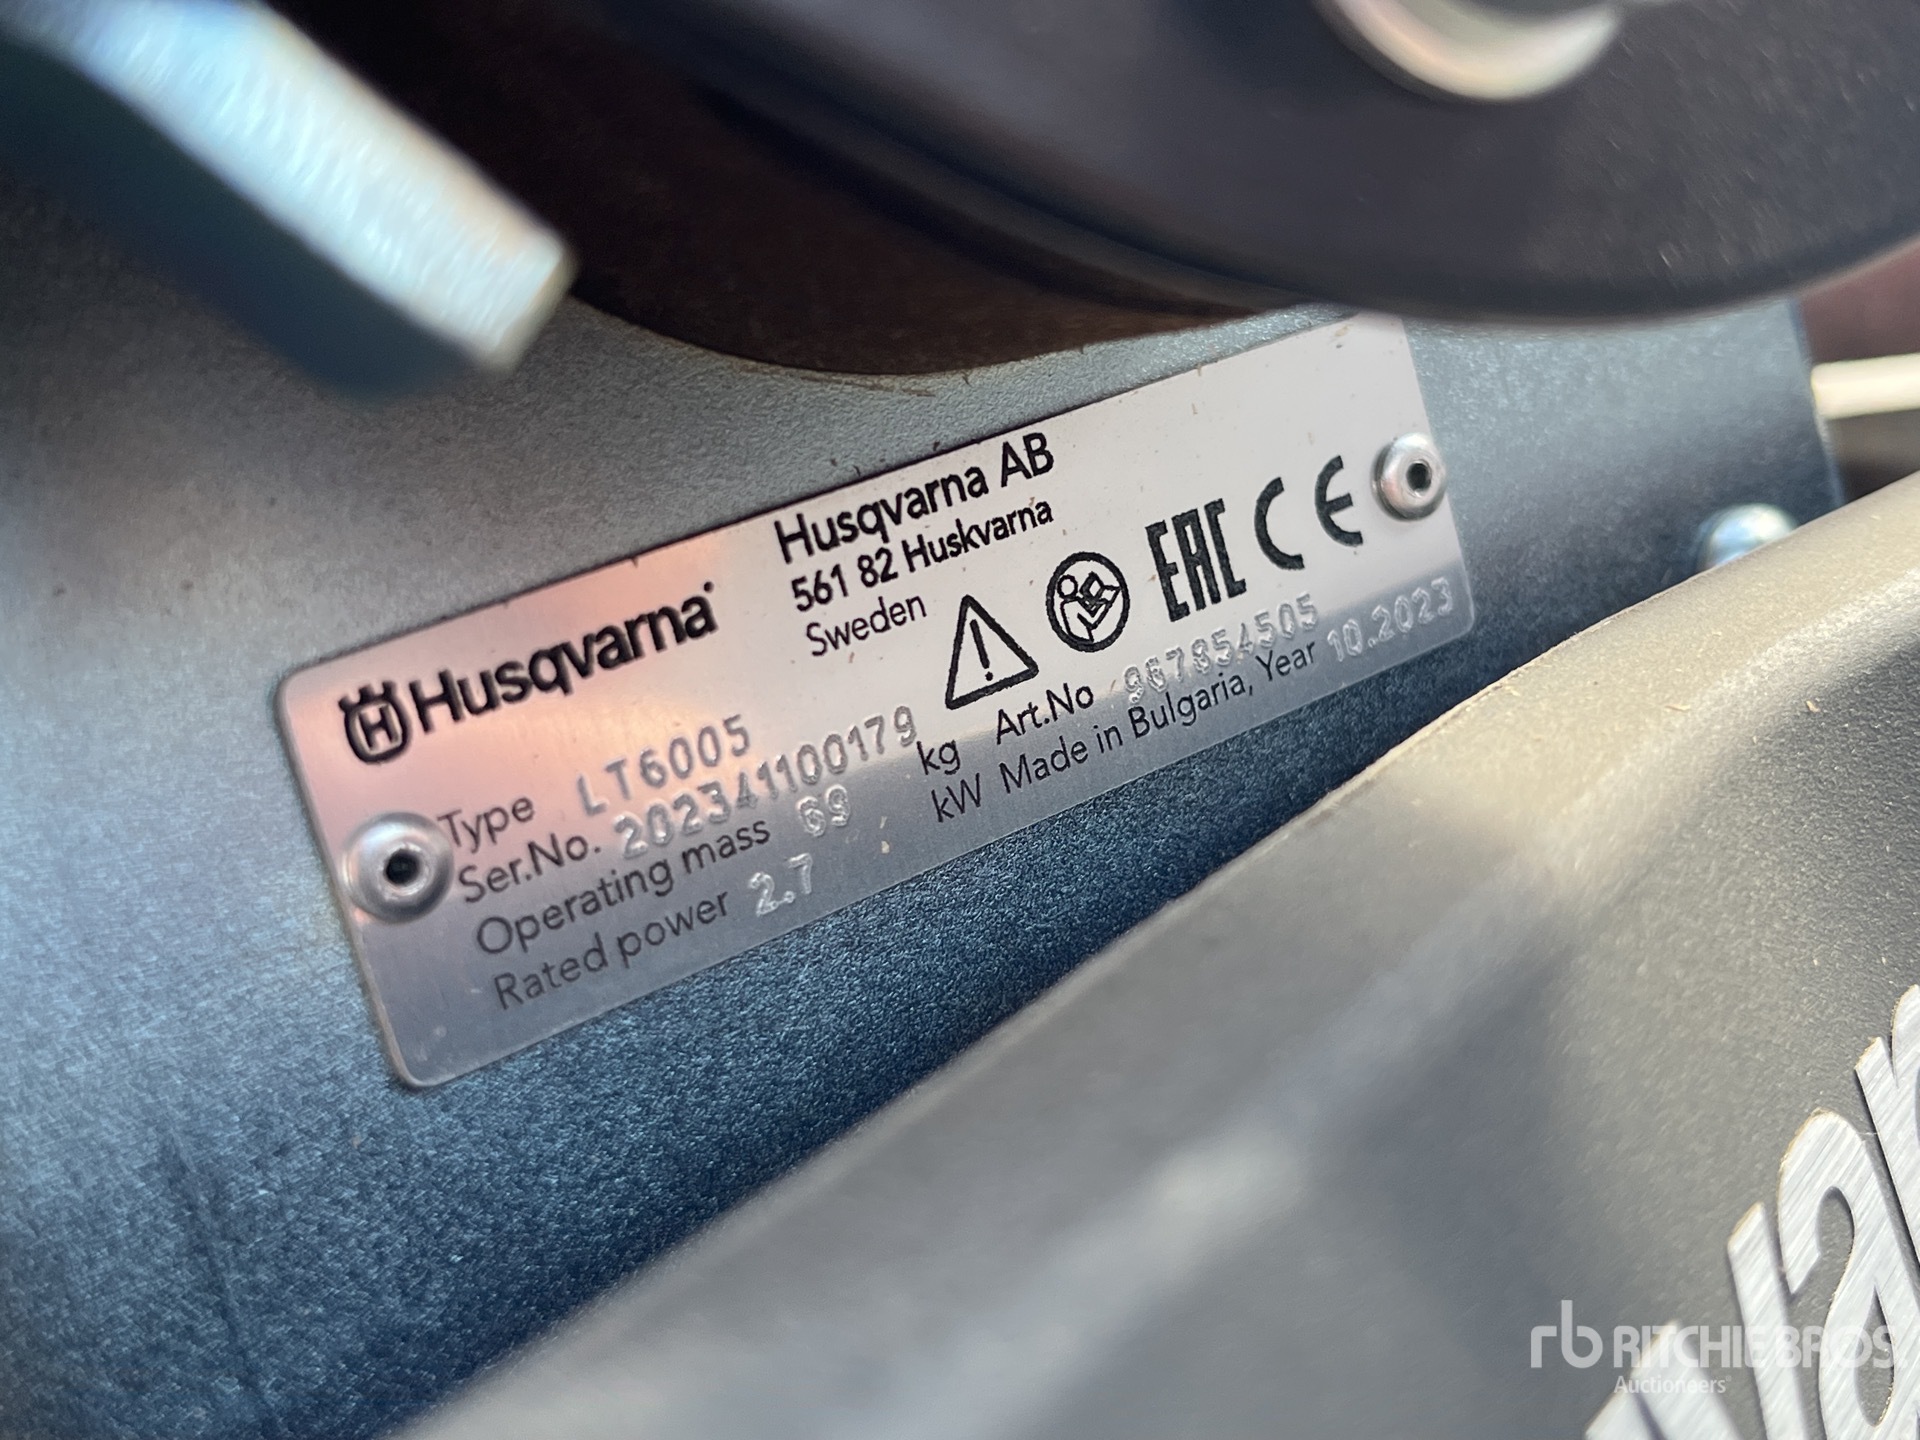 Husqvarna
Husqvarna AB
561 82 Huskvarna
Sweden
EAC CE
Type LT6005
Ser.No. 202341100179
Operating mass 69 kg
Rated power 2.7 kW
Art.No 967854505
Made in Bulgaria, Year 10.2023
rb RITCHIE BROS.
Auctioneers